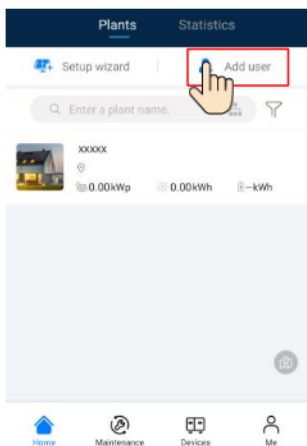 Plants Statistics
Setup wizard Add user
Enter a plant name.
xxxxx
0.00kWp 0.00kWh --kWh
Home Maintenance Devices Me